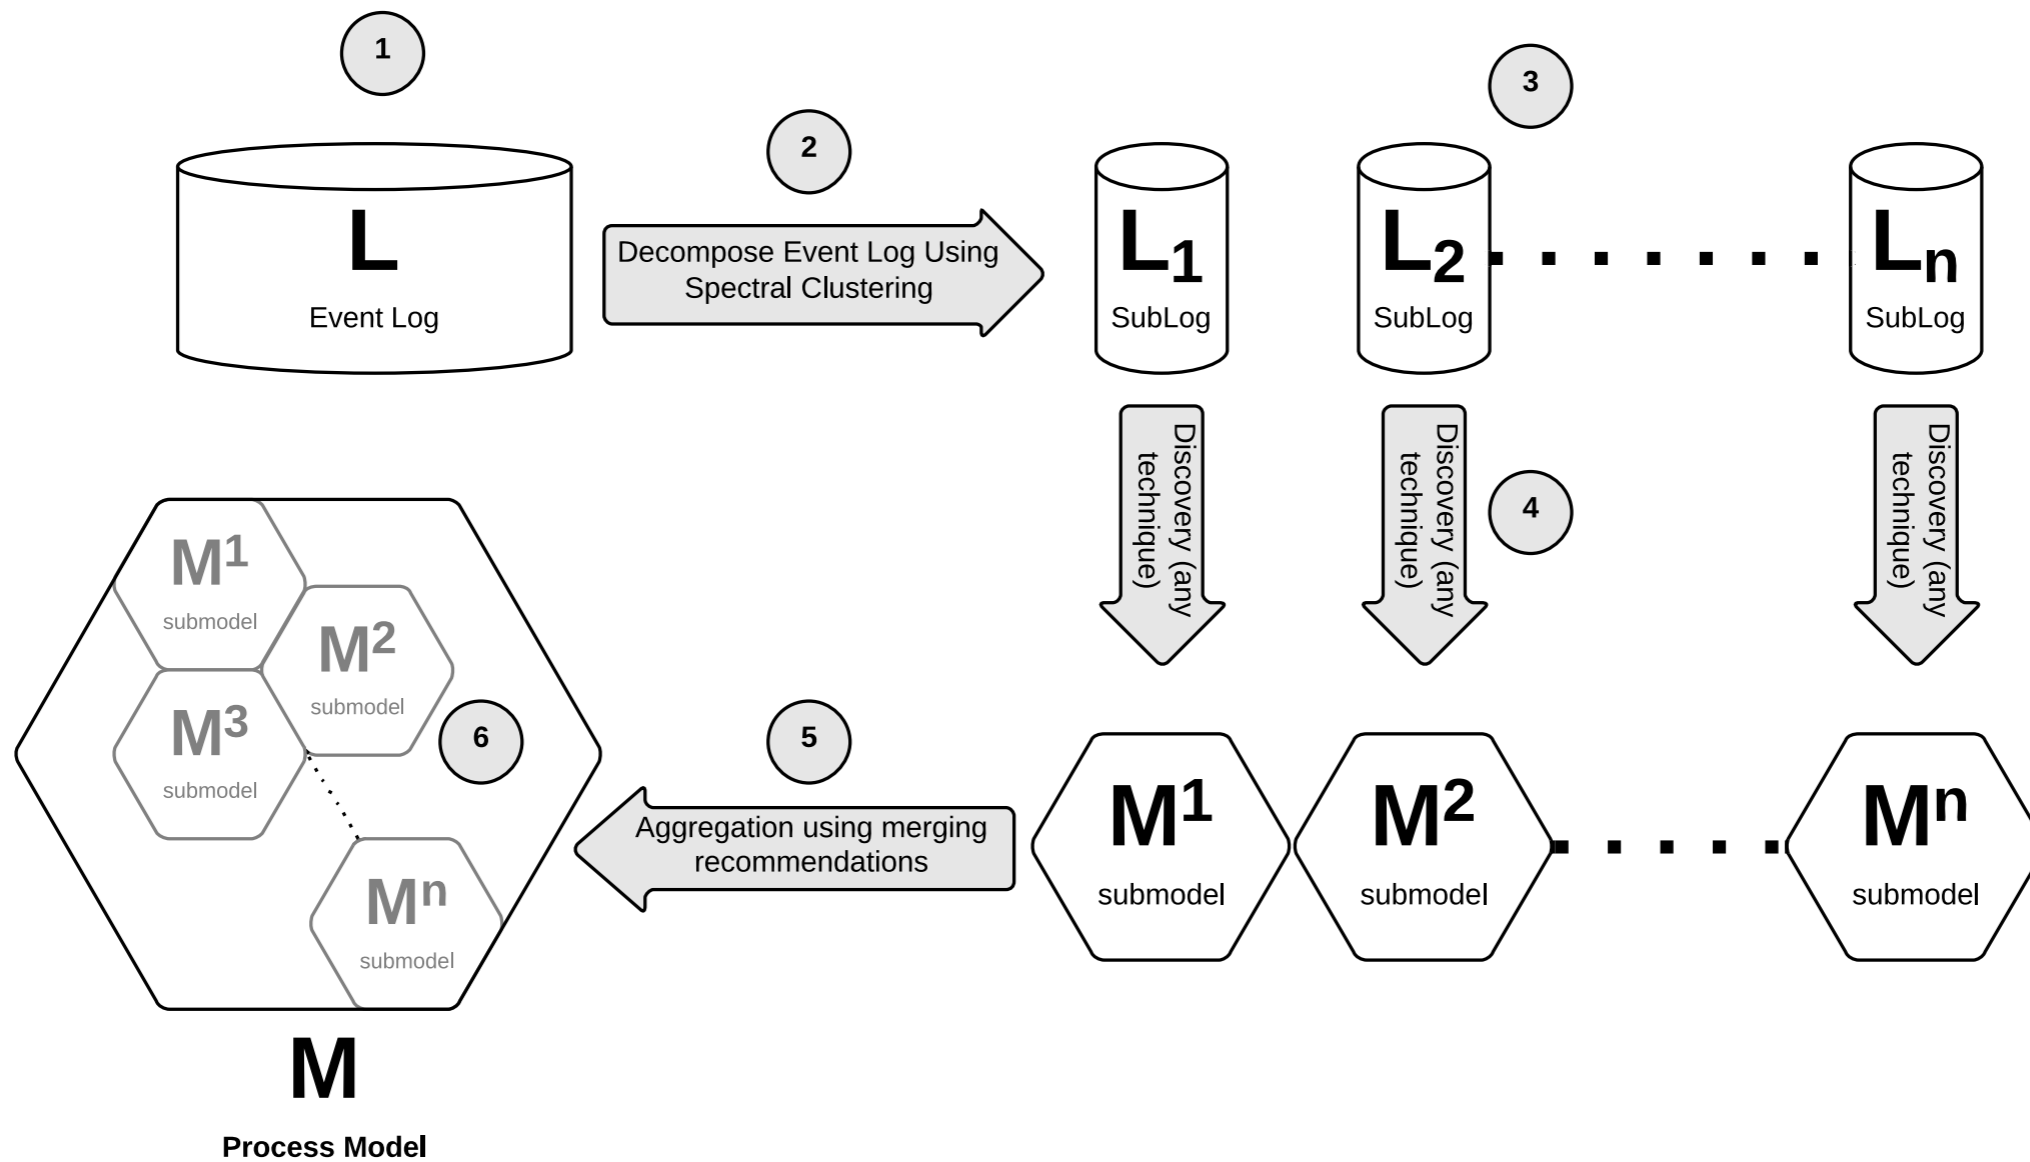 1
2
3
L
Event Log
Decompose Event Log Using
Spectral Clustering
L1
SubLog
L2
SubLog
Ln
SubLog
Discovery (any
technique)
Discovery (any
technique)
Discovery (any
technique)
4
M1
submodel
M2
submodel
M3
submodel
Mn
submodel
6
5
Aggregation using merging
recommendations
M1
submodel
M2
submodel
Mn
submodel
M
Process Model